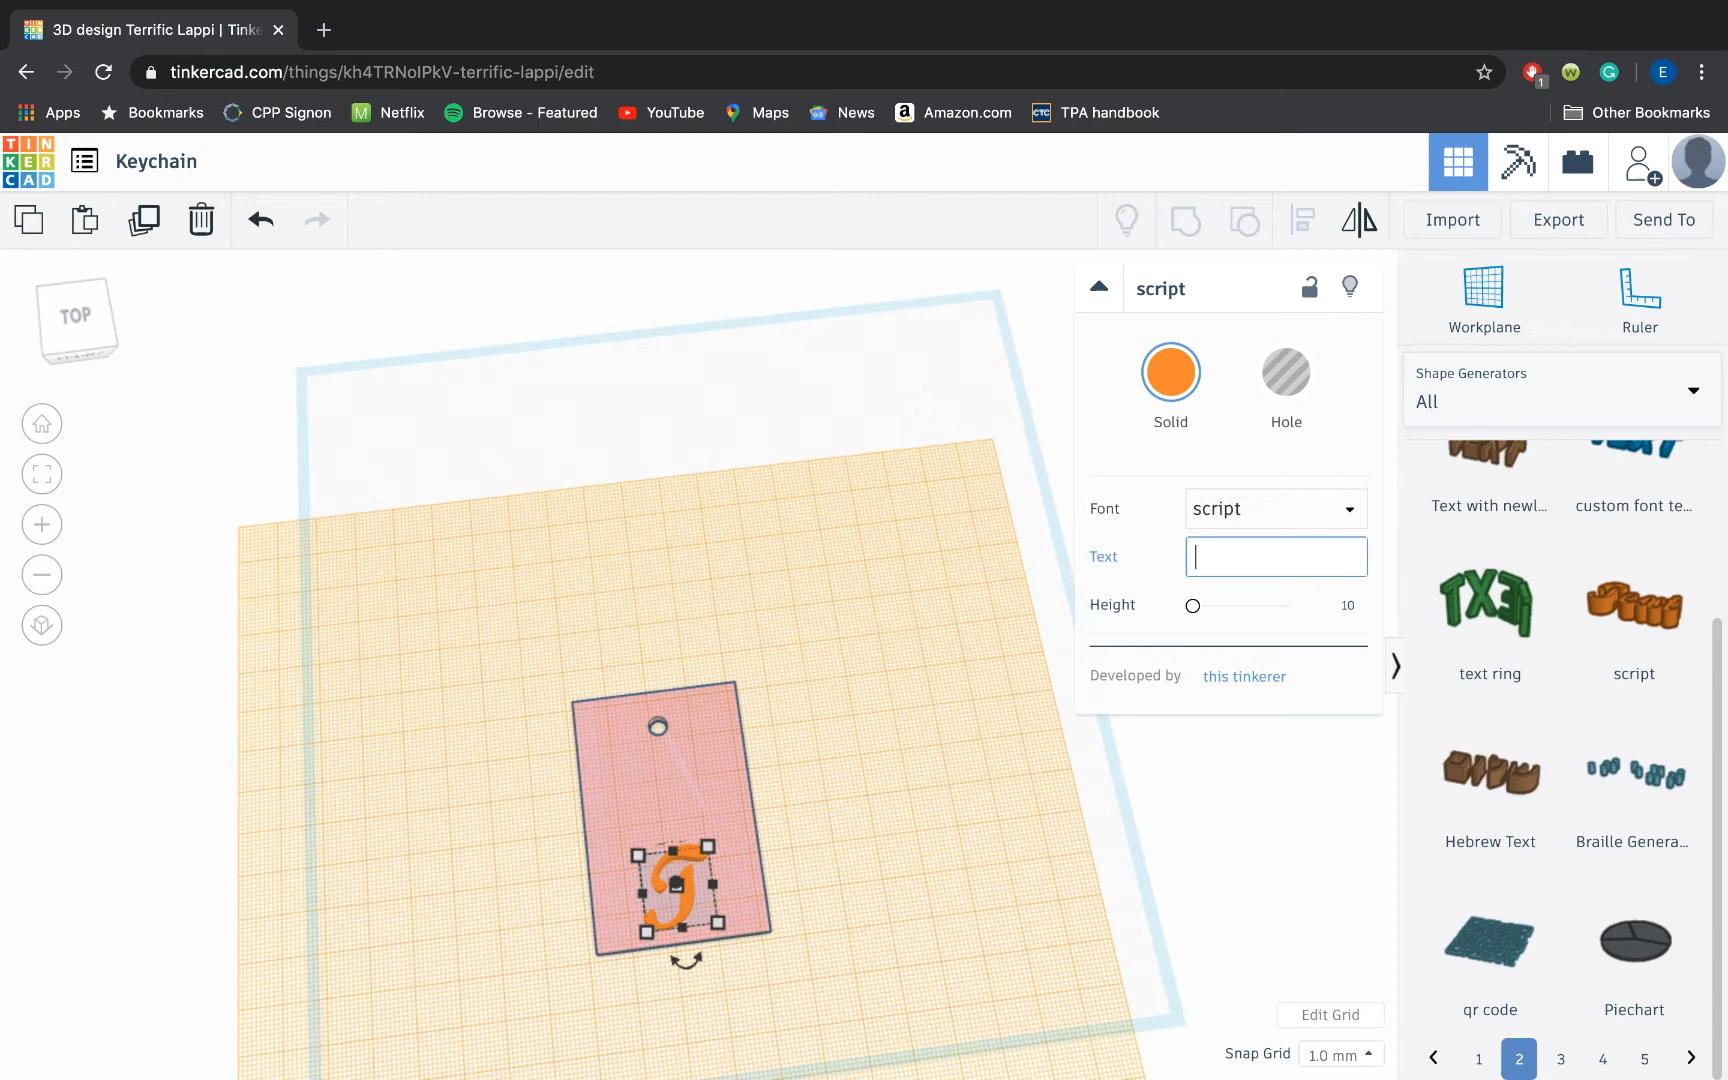 3D design Terrific Lappi | Tinke
tinkercad.com/things/kh4TRNoIPkV-terrific-lappi/edit
1
E
Apps
Bookmarks
CPP Signon
M
Netflix
Browse - Featured
YouTube
Maps
News
a
Amazon.com
CTC
TPA handbook
Other Bookmarks
TIN
KER
CAD
Keychain
Import
Export
Send To
TOP
script
Workplane
Ruler
Solid
Hole
Shape Generators
All
Font
script
Text
Height
10
Developed by
this tinkerer
Text with newl...
custom font te...
TEXT
text ring
script
Hebrew Text
Braille Genera...
qr code
Piechart
T
Edit Grid
Snap Grid
1.0 mm
1
2
3
4
5